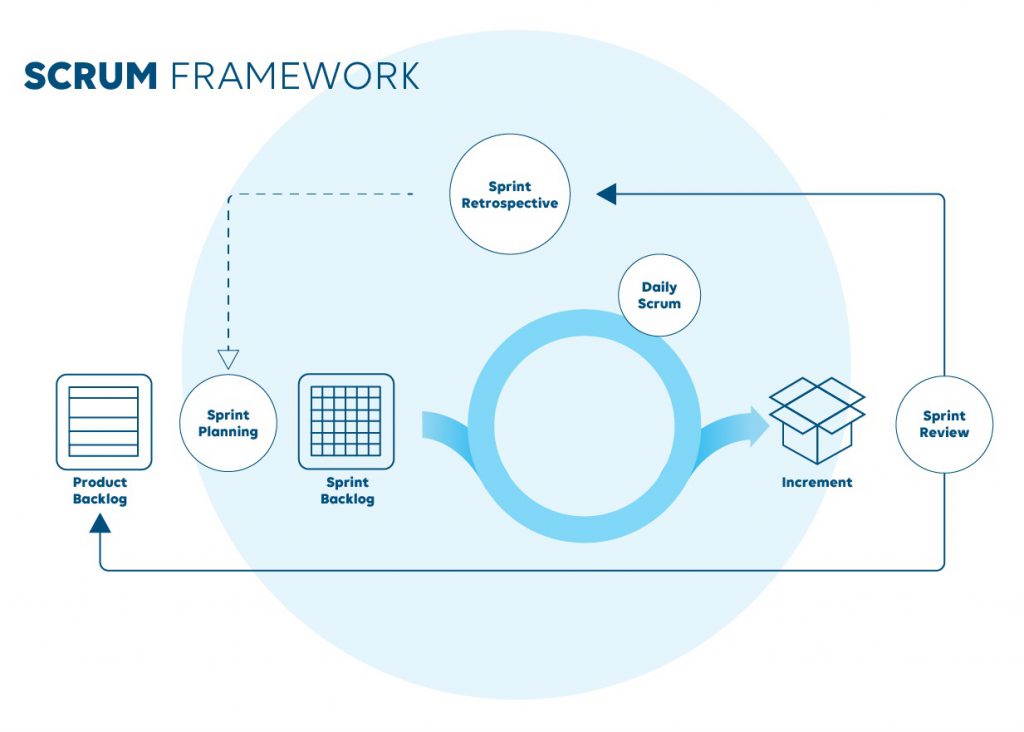 SCRUM FRAMEWORK
Sprint
Retrospective
Daily
Scrum
Sprint
Planning
Sprint
Review
Product
Backlog
Sprint
Backlog
Increment